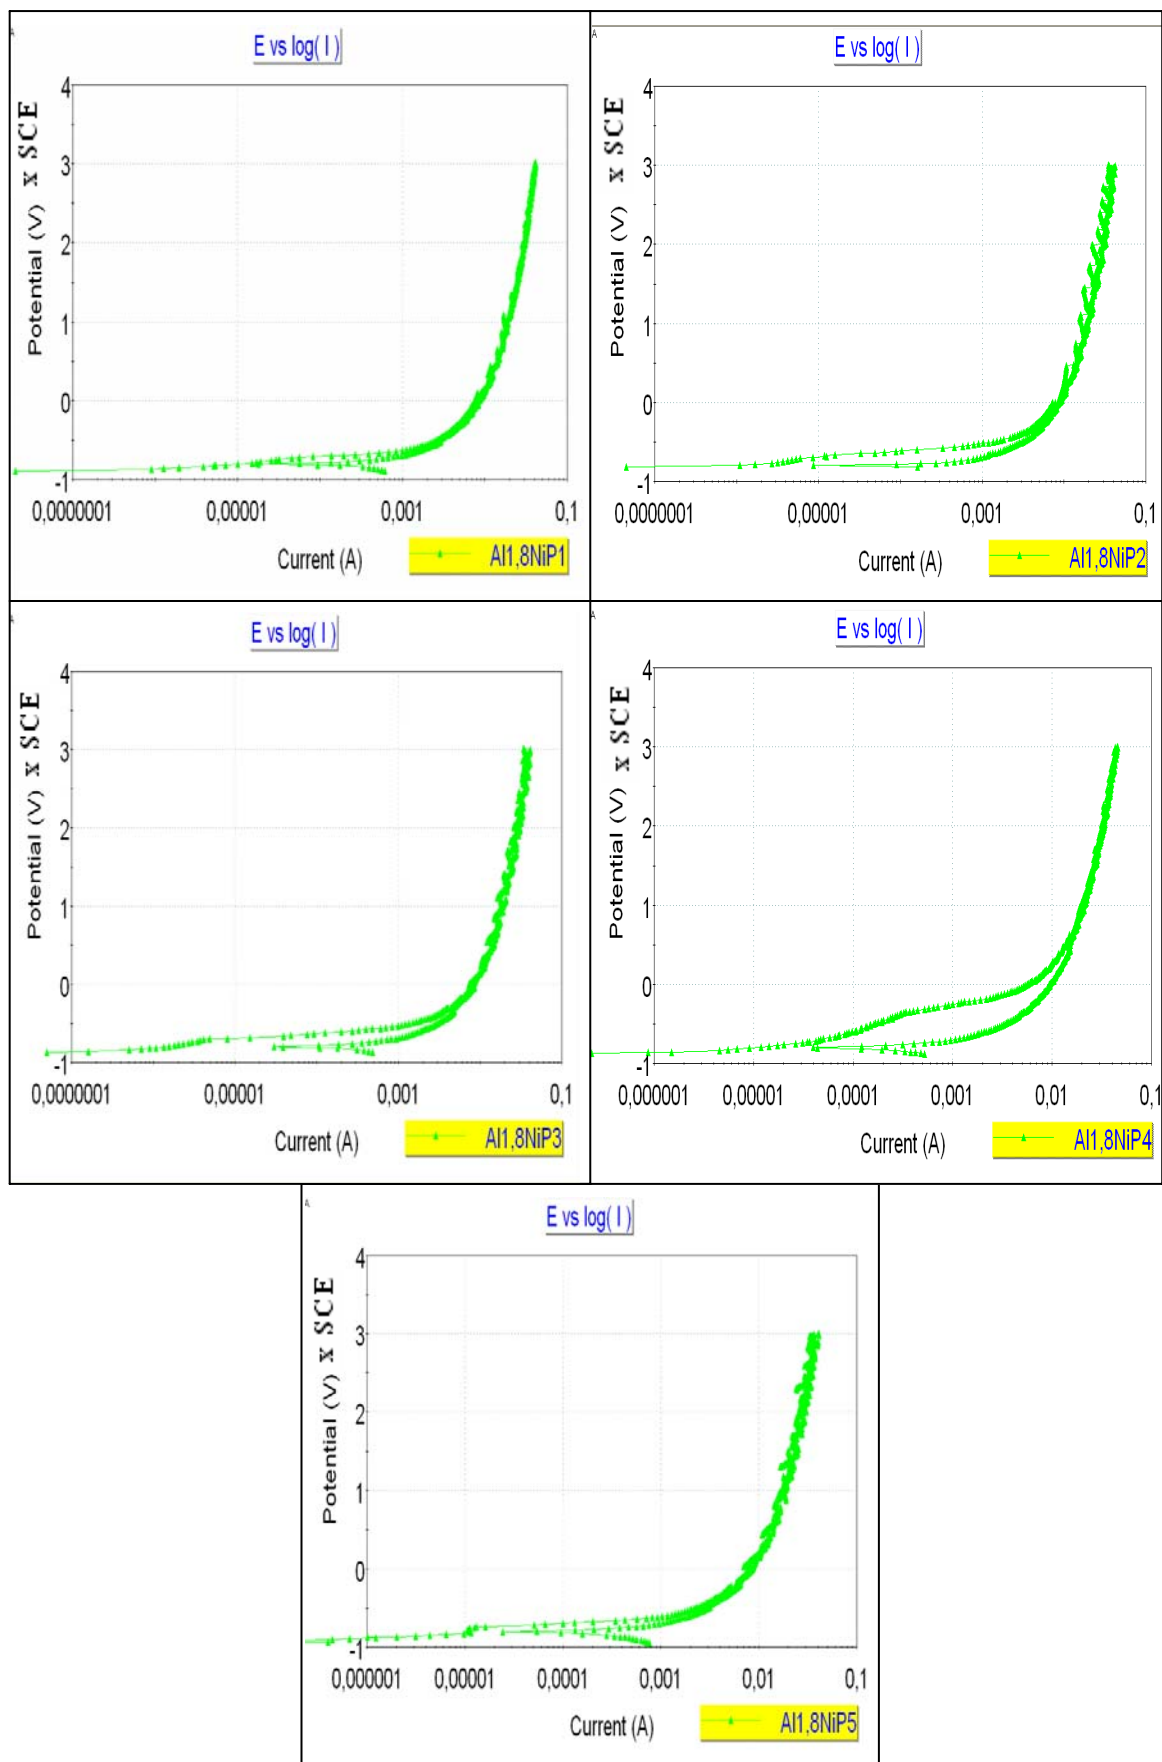 E vs log( I )
Potential (V) x SCE
4
3
2
1
0
-1
0,0000001
0,00001
0,001
0,1
Current (A)
Al1,8NiP1
E vs log( I )
Potential (V) x SCE
4
3
2
1
0
-1
0,0000001
0,00001
0,001
0,1
Current (A)
Al1,8NiP2
E vs log( I )
Potential (V) x SCE
4
3
2
1
0
-1
0,0000001
0,00001
0,001
0,1
Current (A)
Al1,8NiP3
E vs log( I )
Potential (V) x SCE
4
3
2
1
0
-1
0,000001
0,00001
0,0001
0,001
0,01
0,1
Current (A)
Al1,8NiP4
E vs log( I )
Potential (V) x SCE
4
3
2
1
0
-1
0,000001
0,00001
0,0001
0,001
0,01
0,1
Current (A)
Al1,8NiP5